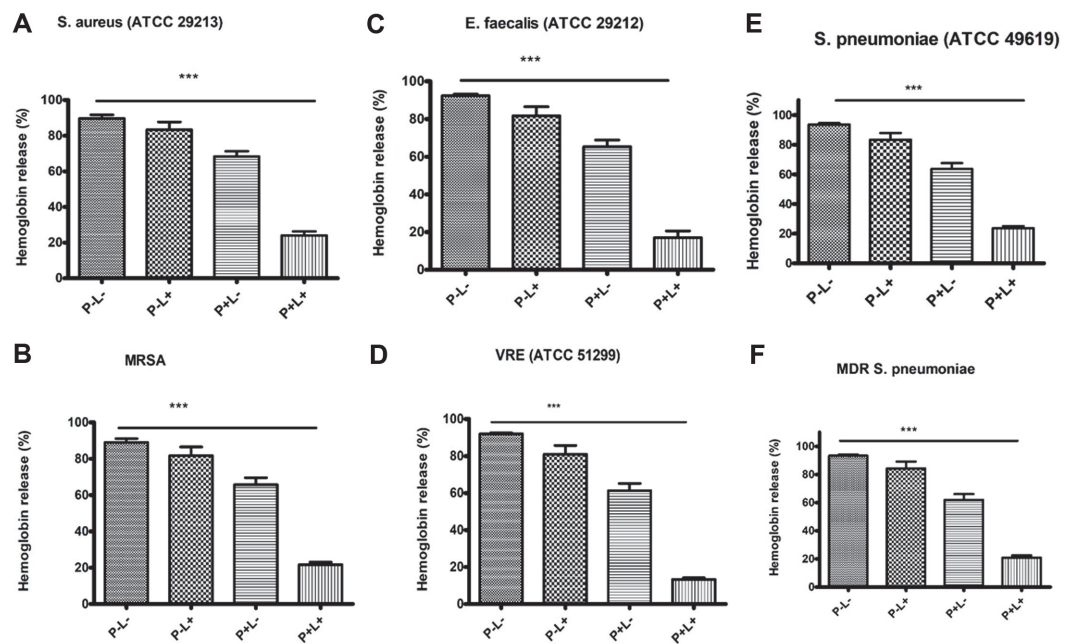 A
S. aureus (ATCC 29213)
***
Hemoglobin release (%)
100
80
60
40
20
0
P-L-
P-L+
P+L-
P+L+
C
E. faecalis (ATCC 29212)
***
Hemoglobin release (%)
100
80
60
40
20
0
P-L-
P-L+
P+L-
P+L+
E
S. pneumoniae (ATCC 49619)
***
Hemoglobin release (%)
100
80
60
40
20
0
P-L-
P-L+
P+L-
P+L+
B
MRSA
***
Hemoglobin release (%)
100
80
60
40
20
0
P-L-
P-L+
P+L-
P+L+
D
VRE (ATCC 51299)
***
Hemoglobin release (%)
100
80
60
40
20
0
P-L-
P-L+
P+L-
P+L+
F
MDR S. pneumoniae
***
Hemoglobin release (%)
100
80
60
40
20
0
P-L-
P-L+
P+L-
P+L+